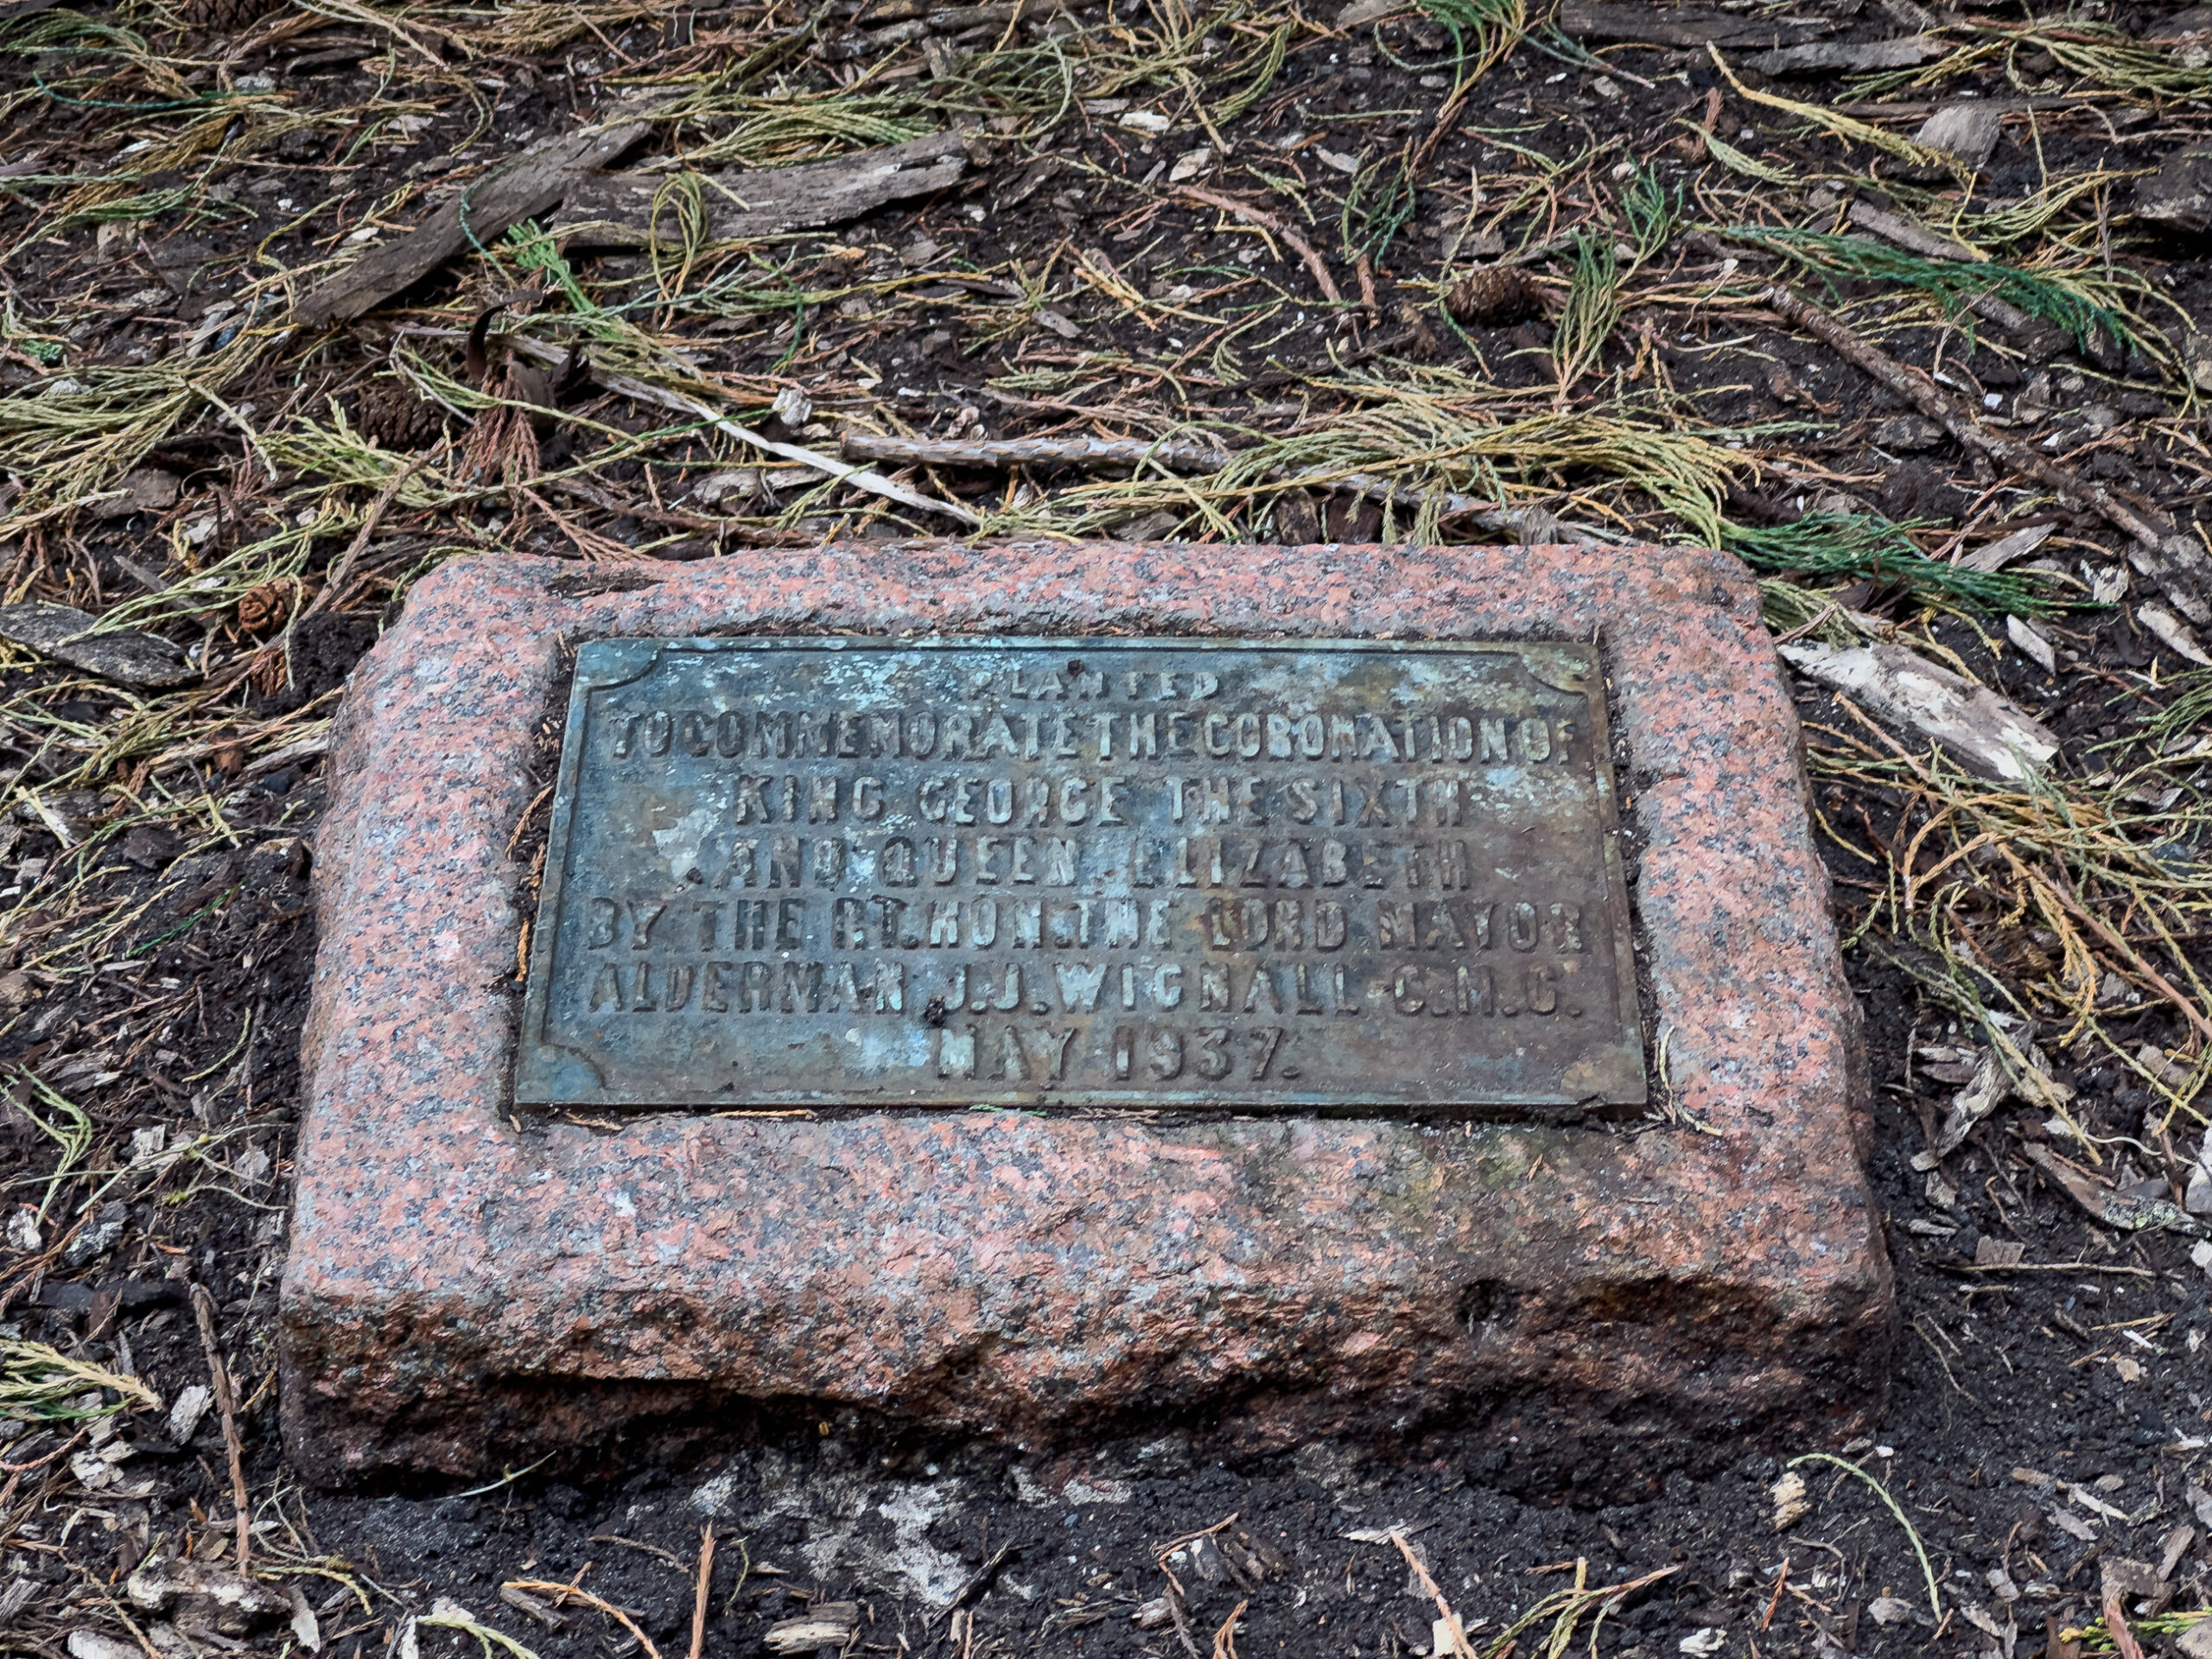 PLANTED
TO COMMEMORATE THE CORONATION OF
KING GEORGE THE SIXTH
AND QUEEN ELIZABETH
BY THE RT. HON. THE LORD MAYOR
ALDERMAN J.J. WIGNALL C.M.G.
MAY 1937.